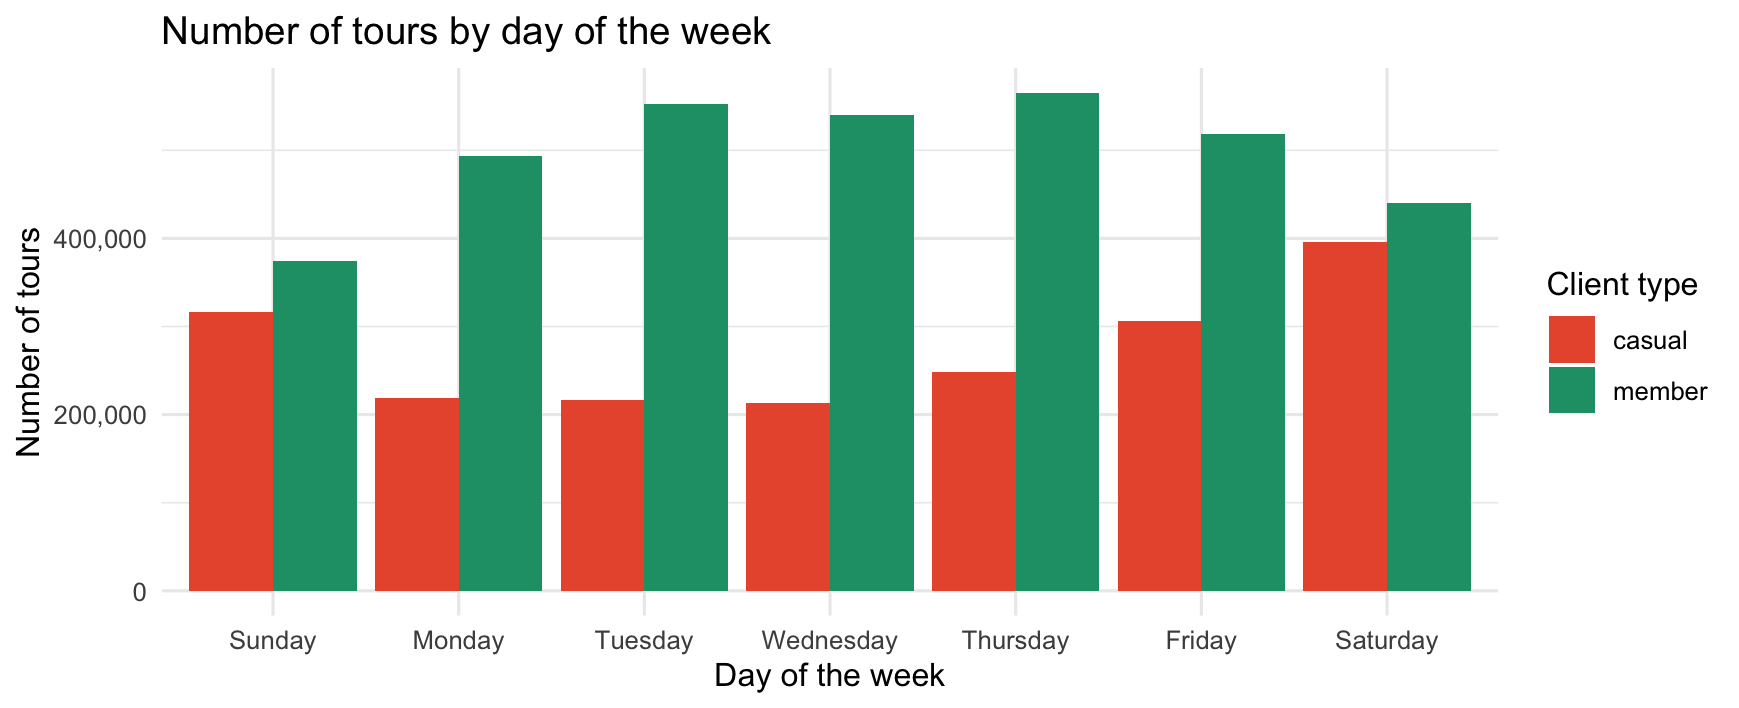 Number of tours by day of the week
Number of tours
400,000
200,000
0
Sunday Monday Tuesday Wednesday Thursday Friday Saturday
Day of the week
Client type
casual
member